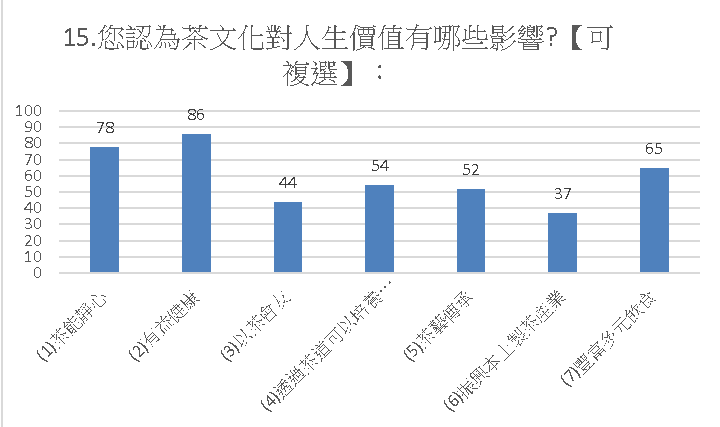 15.您認為茶文化對人生價值有哪些影響?【可
複選】：
100
90
80
70
60
50
40
30
20
10
0
78
86
44
54
52
37
65
(1)茶能靜心
(2)有益健康
(3)以茶會友
(4)透過茶道可以培養…
(5)茶藝傳承
(6)振興本土製茶產業
(7)豐富多元飲食